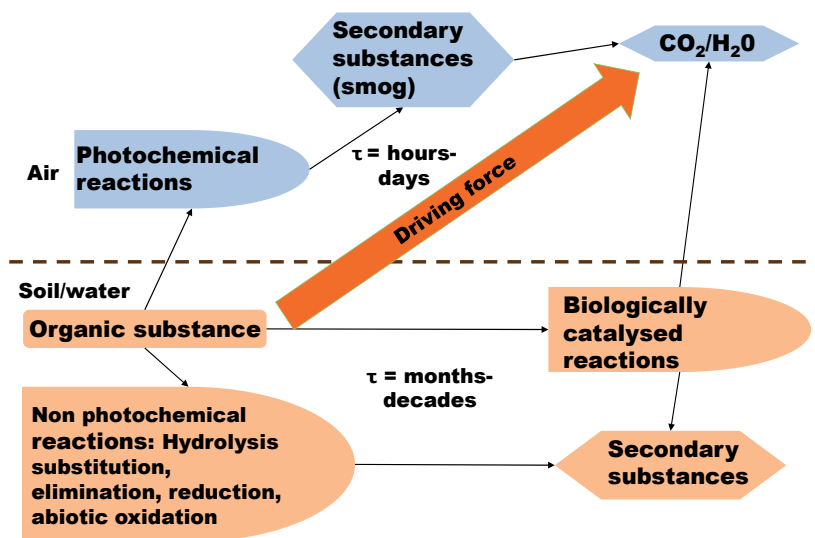 Secondary
substances
(smog)
CO₂/H₂0
Photochemical
reactions
Air
τ = hours-
days
Driving force
Soil/water
Organic substance
Biologically
catalysed
reactions
τ = months-
decades
Non photochemical
reactions: Hydrolysis
substitution,
elimination, reduction,
abiotic oxidation
Secondary
substances